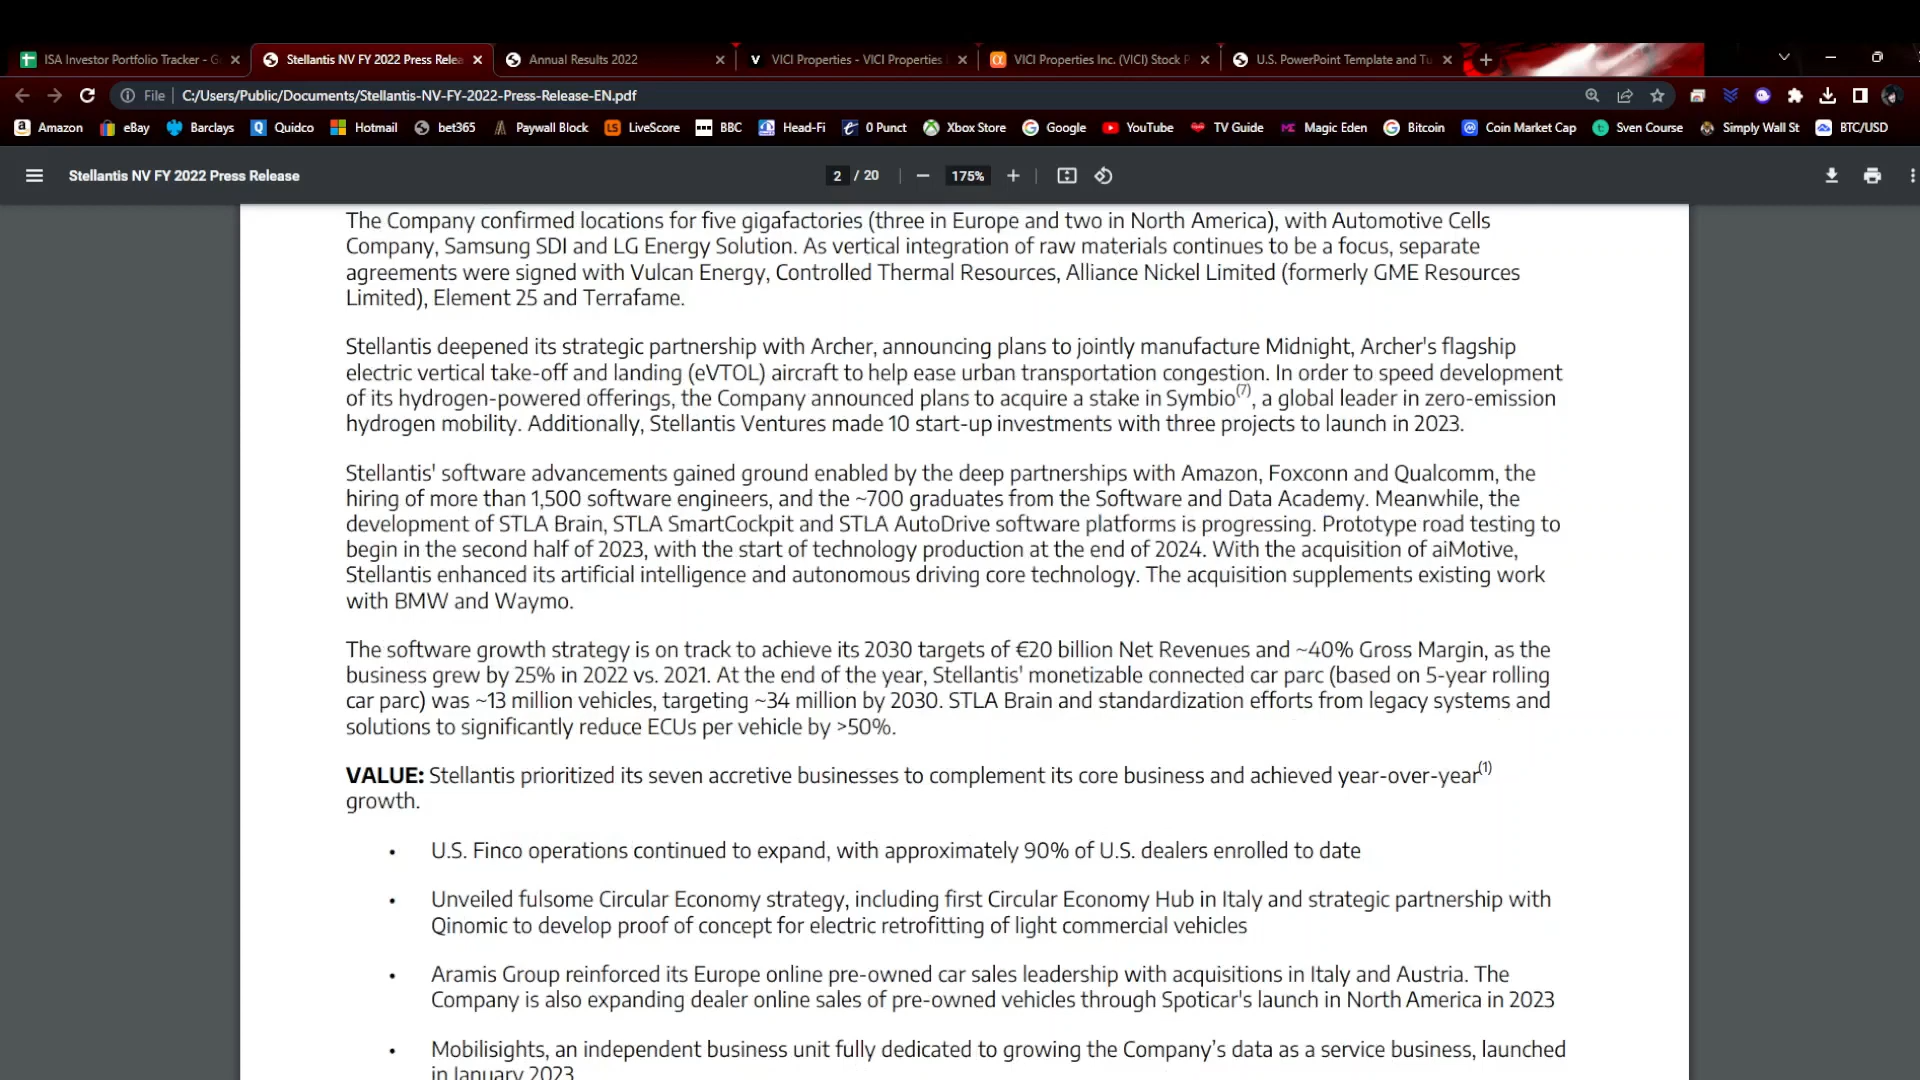 ISA Investor Portfolio Tracker - G
Stellantis NV FY 2022 Press Relea
Annual Results 2022
VICI Properties - VICI Properties
VICI Properties Inc. (VICI) Stock P
U.S. PowerPoint Template and Tu
File
C:/Users/Public/Documents/Stellantis-NV-FY-2022-Press-Release-EN.pdf
Amazon eBay Barclays Quidco Hotmail bet365 Paywall Block LiveScore BBC Head-Fi 0 Punct Xbox Store Google YouTube TV Guide Magic Eden Bitcoin Coin Market Cap Sven Course Simply Wall St BTC/USD
Stellantis NV FY 2022 Press Release
2 / 20
175%
The Company confirmed locations for five gigafactories (three in Europe and two in North America), with Automotive Cells
Company, Samsung SDI and LG Energy Solution. As vertical integration of raw materials continues to be a focus, separate
agreements were signed with Vulcan Energy, Controlled Thermal Resources, Alliance Nickel Limited (formerly GME Resources
Limited), Element 25 and Terrafame.
Stellantis deepened its strategic partnership with Archer, announcing plans to jointly manufacture Midnight, Archer's flagship
electric vertical take-off and landing (eVTOL) aircraft to help ease urban transportation congestion. In order to speed development
of its hydrogen-powered offerings, the Company announced plans to acquire a stake in Symbio(7), a global leader in zero-emission
hydrogen mobility. Additionally, Stellantis Ventures made 10 start-up investments with three projects to launch in 2023.
Stellantis' software advancements gained ground enabled by the deep partnerships with Amazon, Foxconn and Qualcomm, the
hiring of more than 1,500 software engineers, and the ~700 graduates from the Software and Data Academy. Meanwhile, the
development of STLA Brain, STLA SmartCockpit and STLA AutoDrive software platforms is progressing. Prototype road testing to
begin in the second half of 2023, with the start of technology production at the end of 2024. With the acquisition of aiMotive,
Stellantis enhanced its artificial intelligence and autonomous driving core technology. The acquisition supplements existing work
with BMW and Waymo.
The software growth strategy is on track to achieve its 2030 targets of €20 billion Net Revenues and ~40% Gross Margin, as the
business grew by 25% in 2022 vs. 2021. At the end of the year, Stellantis' monetizable connected car parc (based on 5-year rolling
car parc) was ~13 million vehicles, targeting ~34 million by 2030. STLA Brain and standardization efforts from legacy systems and
solutions to significantly reduce ECUs per vehicle by >50%.
VALUE: Stellantis prioritized its seven accretive businesses to complement its core business and achieved year-over-year(1)
growth.
• U.S. Finco operations continued to expand, with approximately 90% of U.S. dealers enrolled to date
• Unveiled fulsome Circular Economy strategy, including first Circular Economy Hub in Italy and strategic partnership with
Qinomic to develop proof of concept for electric retrofitting of light commercial vehicles
• Aramis Group reinforced its Europe online pre-owned car sales leadership with acquisitions in Italy and Austria. The
Company is also expanding dealer online sales of pre-owned vehicles through Spoticar's launch in North America in 2023
• Mobilisights, an independent business unit fully dedicated to growing the Company's data as a service business, launched
in January 2023